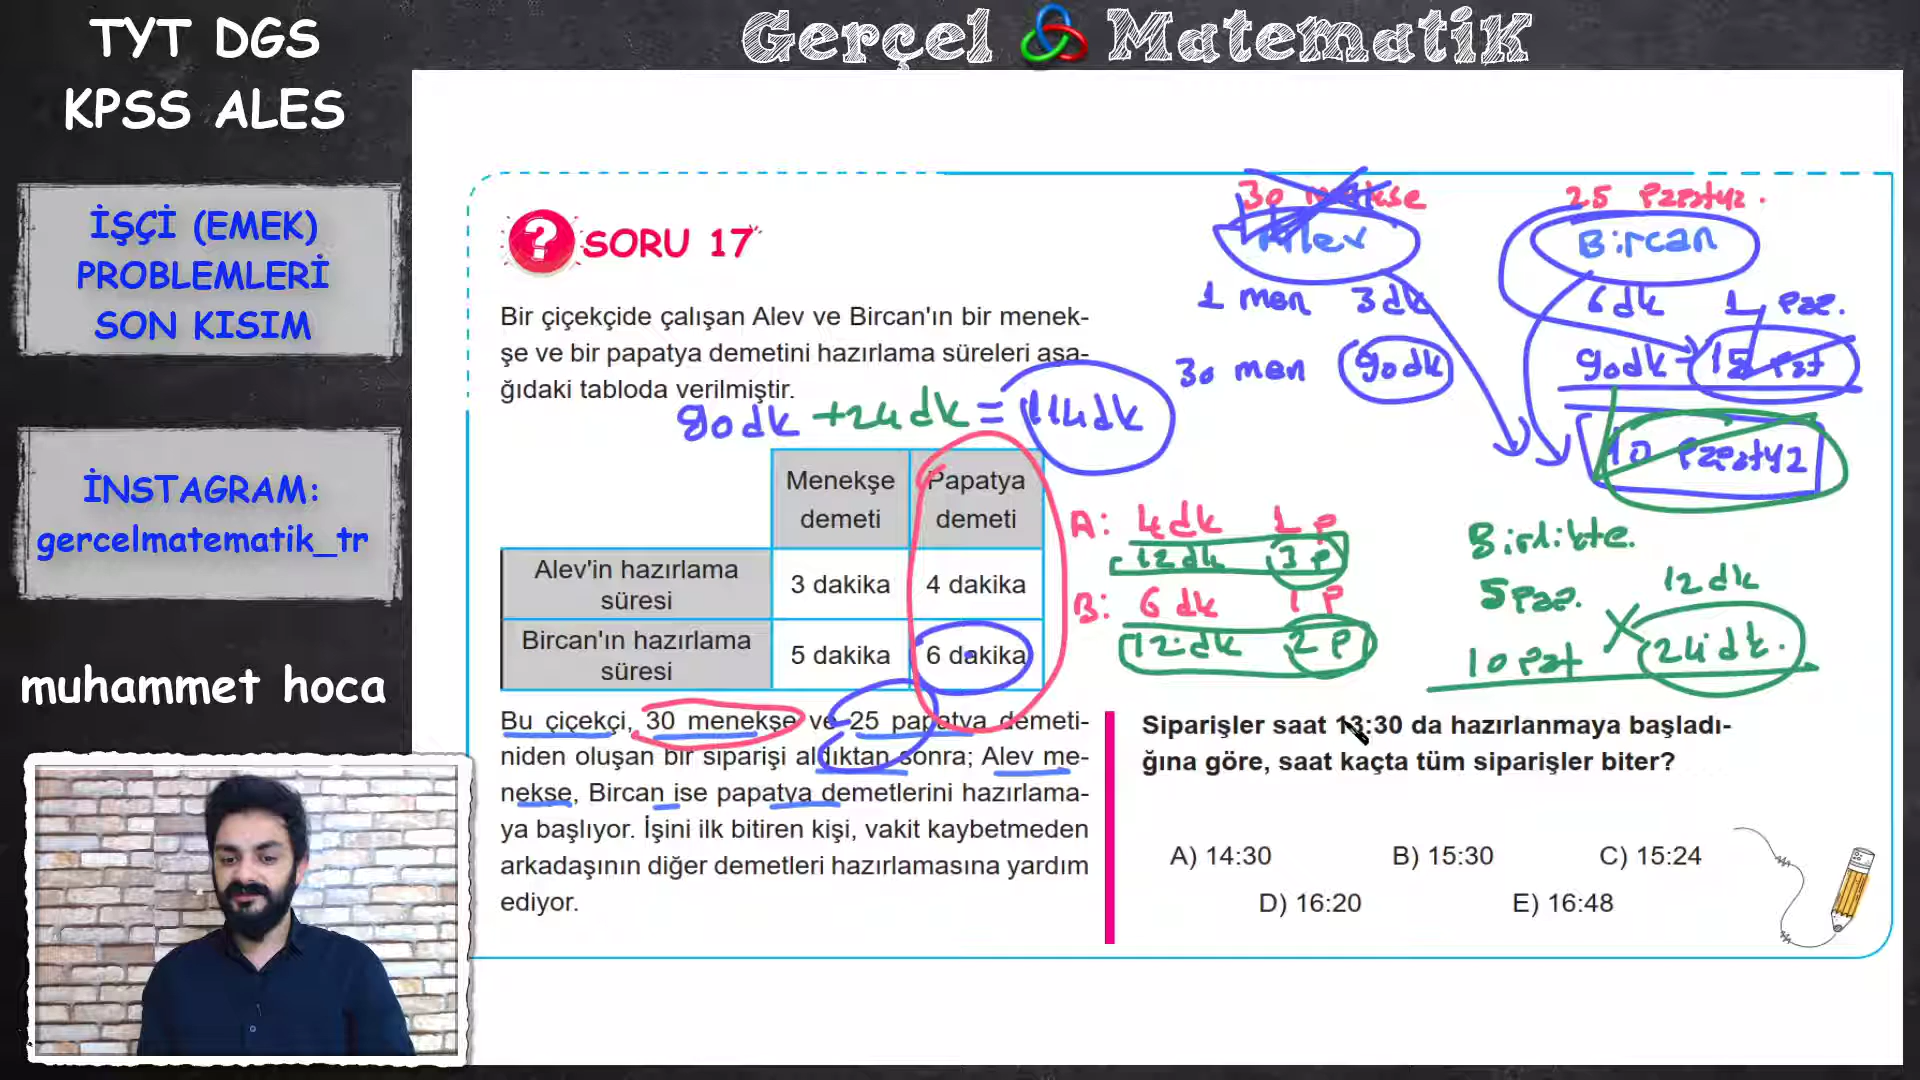 TYT DGS
KPSS ALES
Gerçel Matematik
İŞÇİ (EMEK)
PROBLEMLERİ
SON KISIM
İNSTAGRAM:
gercelmatematik_tr
muhammet hoca
? SORU 17
Bir çiçekçide çalışan Alev ve Bircan'ın bir menek-
şe ve bir papatya demetini hazırlama süreleri aşa-
ğıdaki tabloda verilmiştir.
90 dk + 24 dk = 114 dk
Menekşe
demeti
Papatya
demeti
Alev'in hazırlama
süresi
3 dakika
4 dakika
Bircan'ın hazırlama
süresi
5 dakika
6 dakika
Bu çiçekçi, 30 menekşe ve 25 papatya demeti-
niden oluşan bir siparişi aldıktan sonra; Alev me-
nekse, Bircan ise papatya demetlerini hazırlama-
ya başlıyor. İşini ilk bitiren kişi, vakit kaybetmeden
arkadaşının diğer demetleri hazırlamasına yardım
ediyor.
30
Alev
1 men 3 dk
30 men 90 dk
25 papatya.
Bircan
6 dk 1 pap.
90 dk 15 pat
10 papatya
A: 4 dk 1 p
12 dk 3 p
B: 6 dk 1 p
12 dk 2 p
Birlikte.
5 pap. 12 dk
10 pat 24 dk.
Siparişler saat 13:30 da hazırlanmaya başladı-
ğına göre, saat kaçta tüm siparişler biter?
A) 14:30
B) 15:30
C) 15:24
D) 16:20
E) 16:48